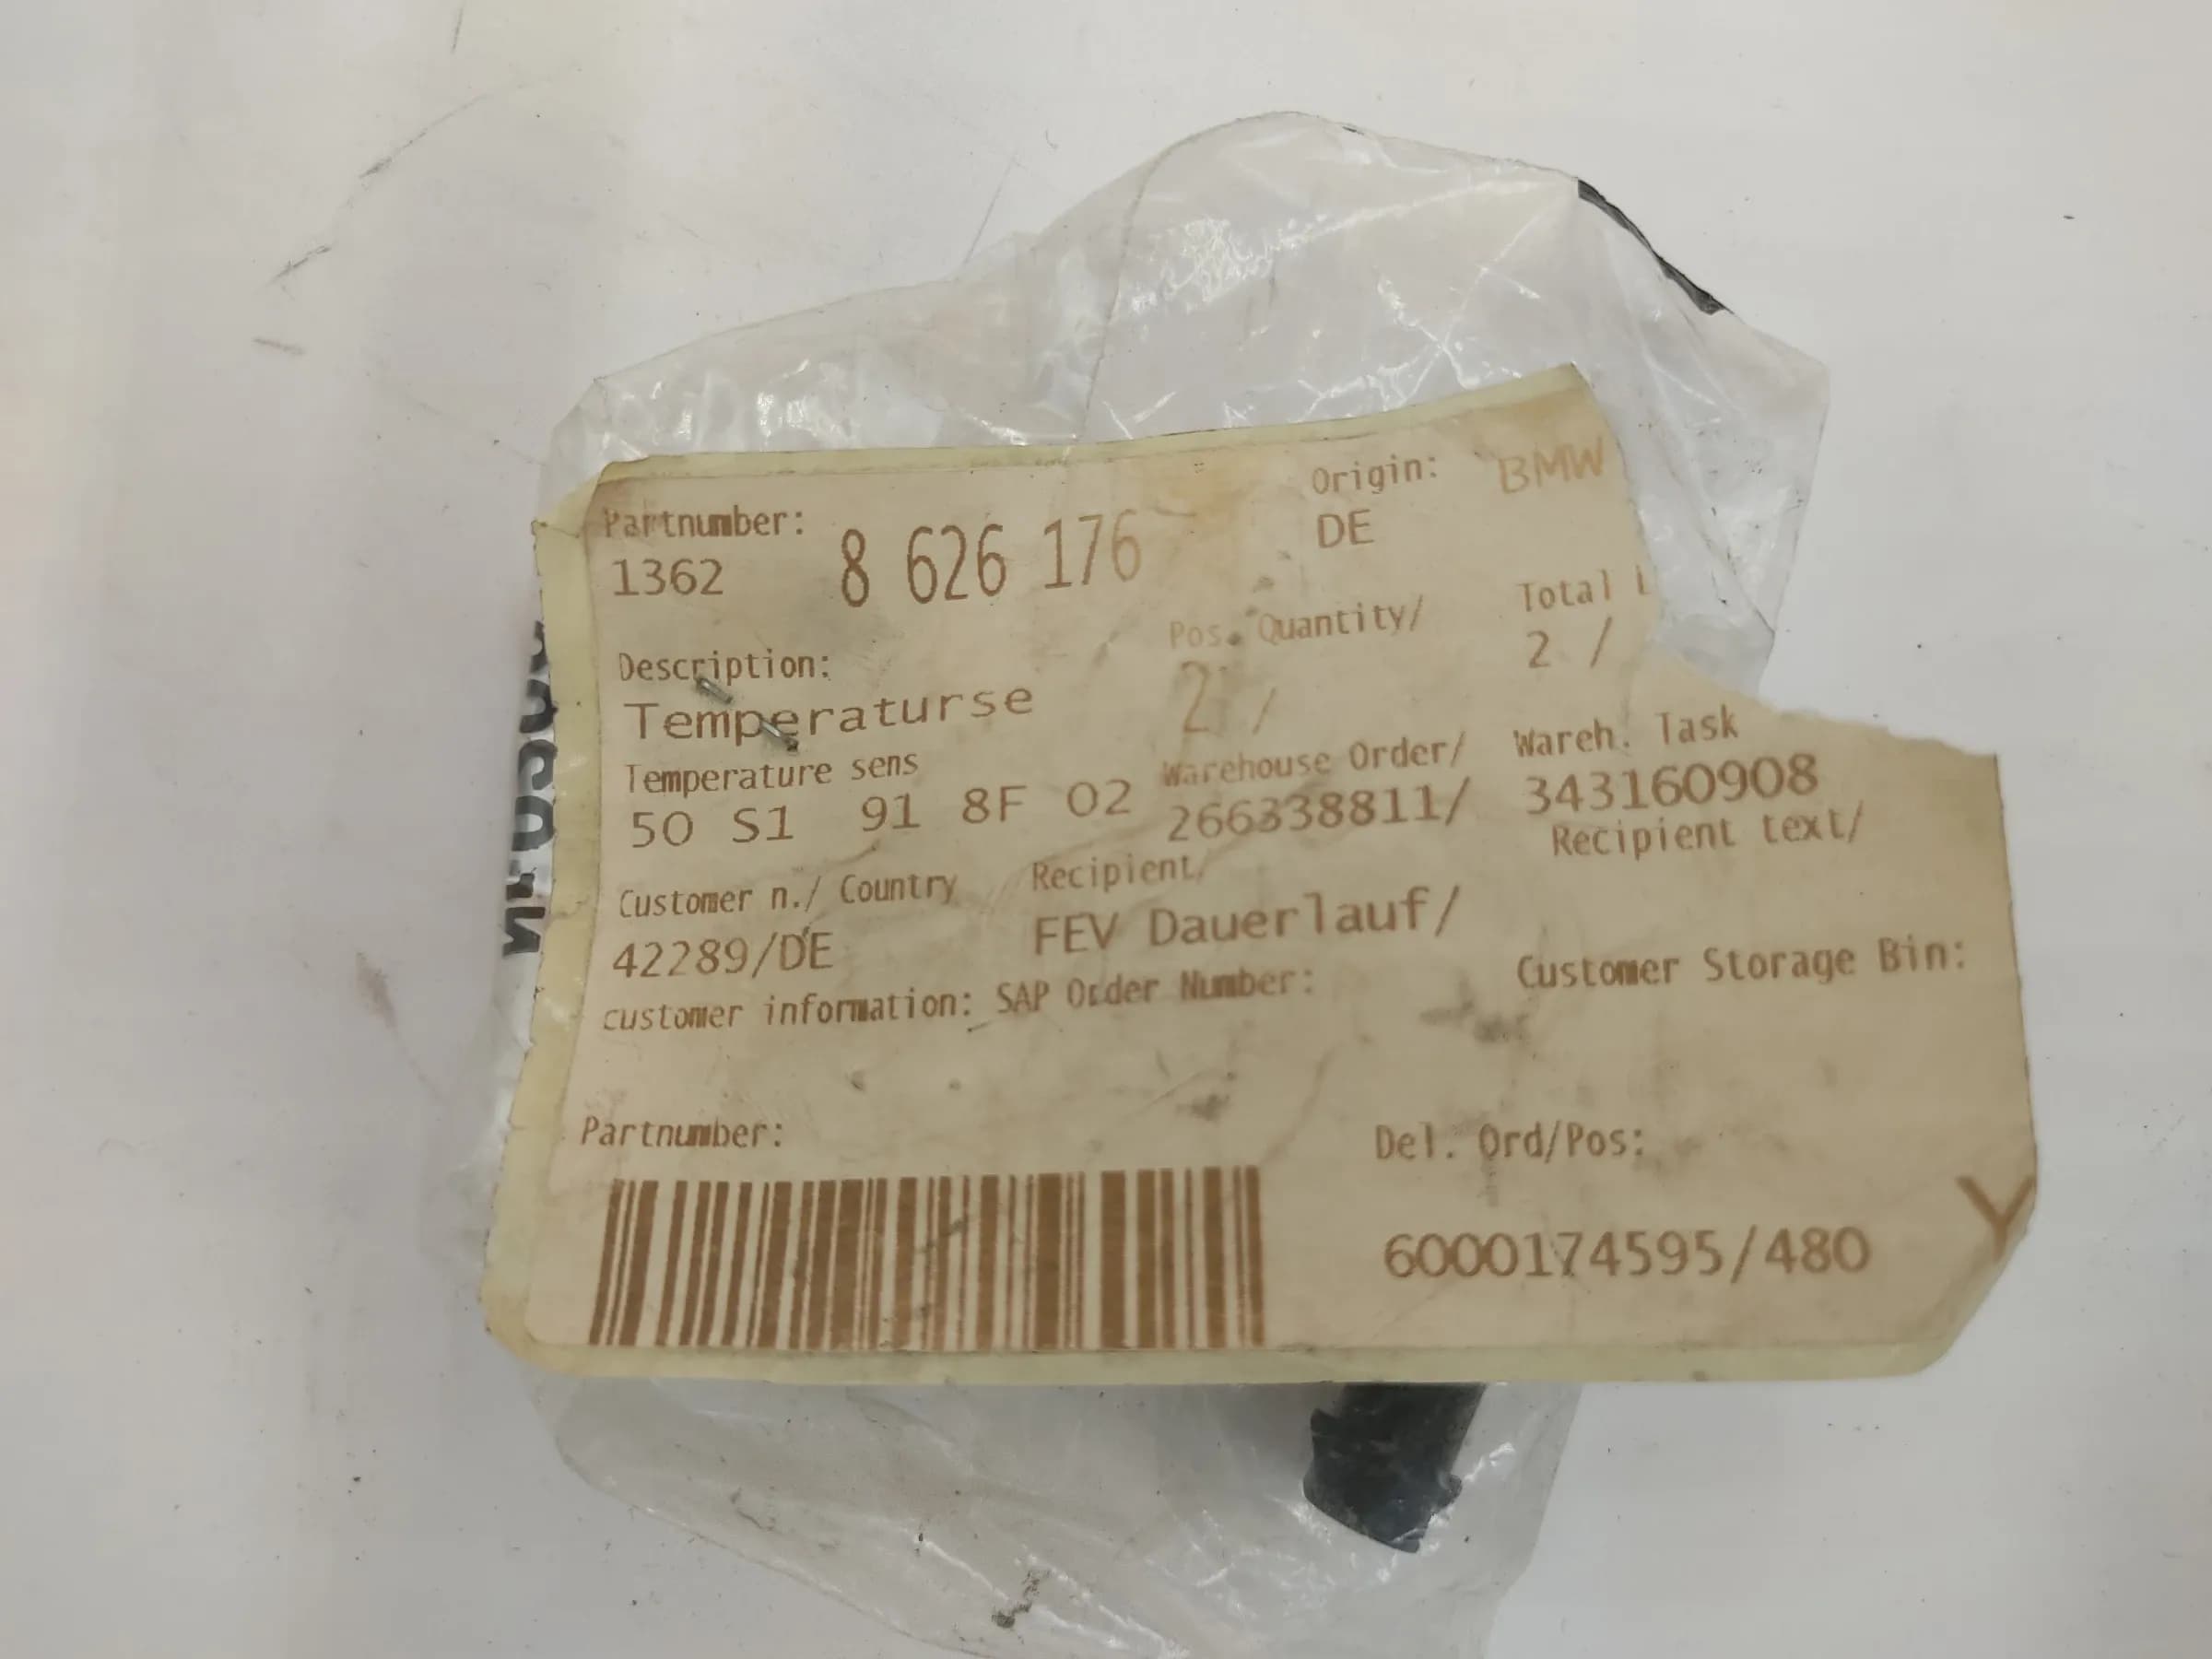 Partnumber: Origin: BMW
1362 8 626 176 DE
Description: Pos. Quantity/ Total
Temperaturse 2 / 2 /
Temperature sens Warehouse Order/ Wareh. Task
50 S1 91 8F 02 266338811/ 343160908
Customer n./ Country Recipient/ Recipient text/
42289/DE FEV Dauerlauf/
customer information: SAP Order Number: Customer Storage Bin:
Partnumber: Del. Ord/Pos:
6000174595/480
Y